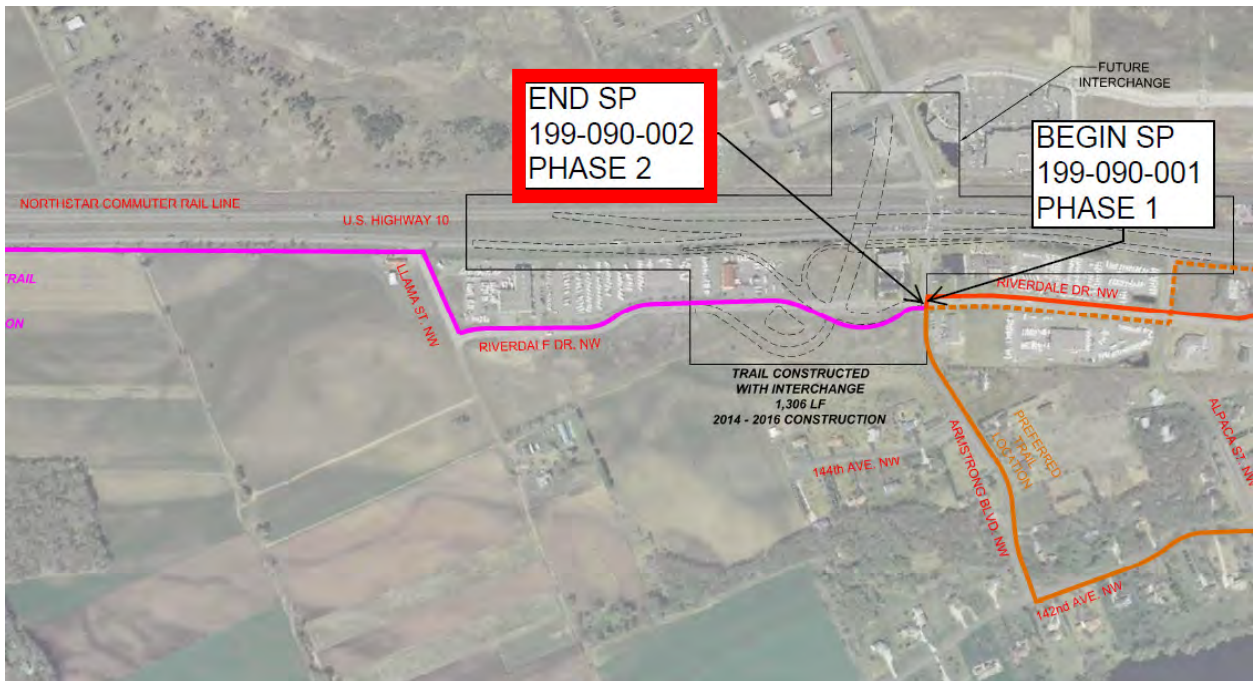 FUTURE
INTERCHANGE
END SP
199-090-002
PHASE 2
BEGIN SP
199-090-001
PHASE 1
NORTHSTAR COMMUTER RAIL LINE
U.S. HIGHWAY 10
TRAIL
ON
LLAMA ST. NW
RIVERDALE DR. NW
RIVERDALE DR. NW
TRAIL CONSTRUCTED
WITH INTERCHANGE
1,306 LF
2014 - 2016 CONSTRUCTION
144th AVE. NW
ARMSTRONG BLVD. NW
PREFERRED
TRAIL
LOCATION
ALPACA ST. NW
142nd AVE. NW